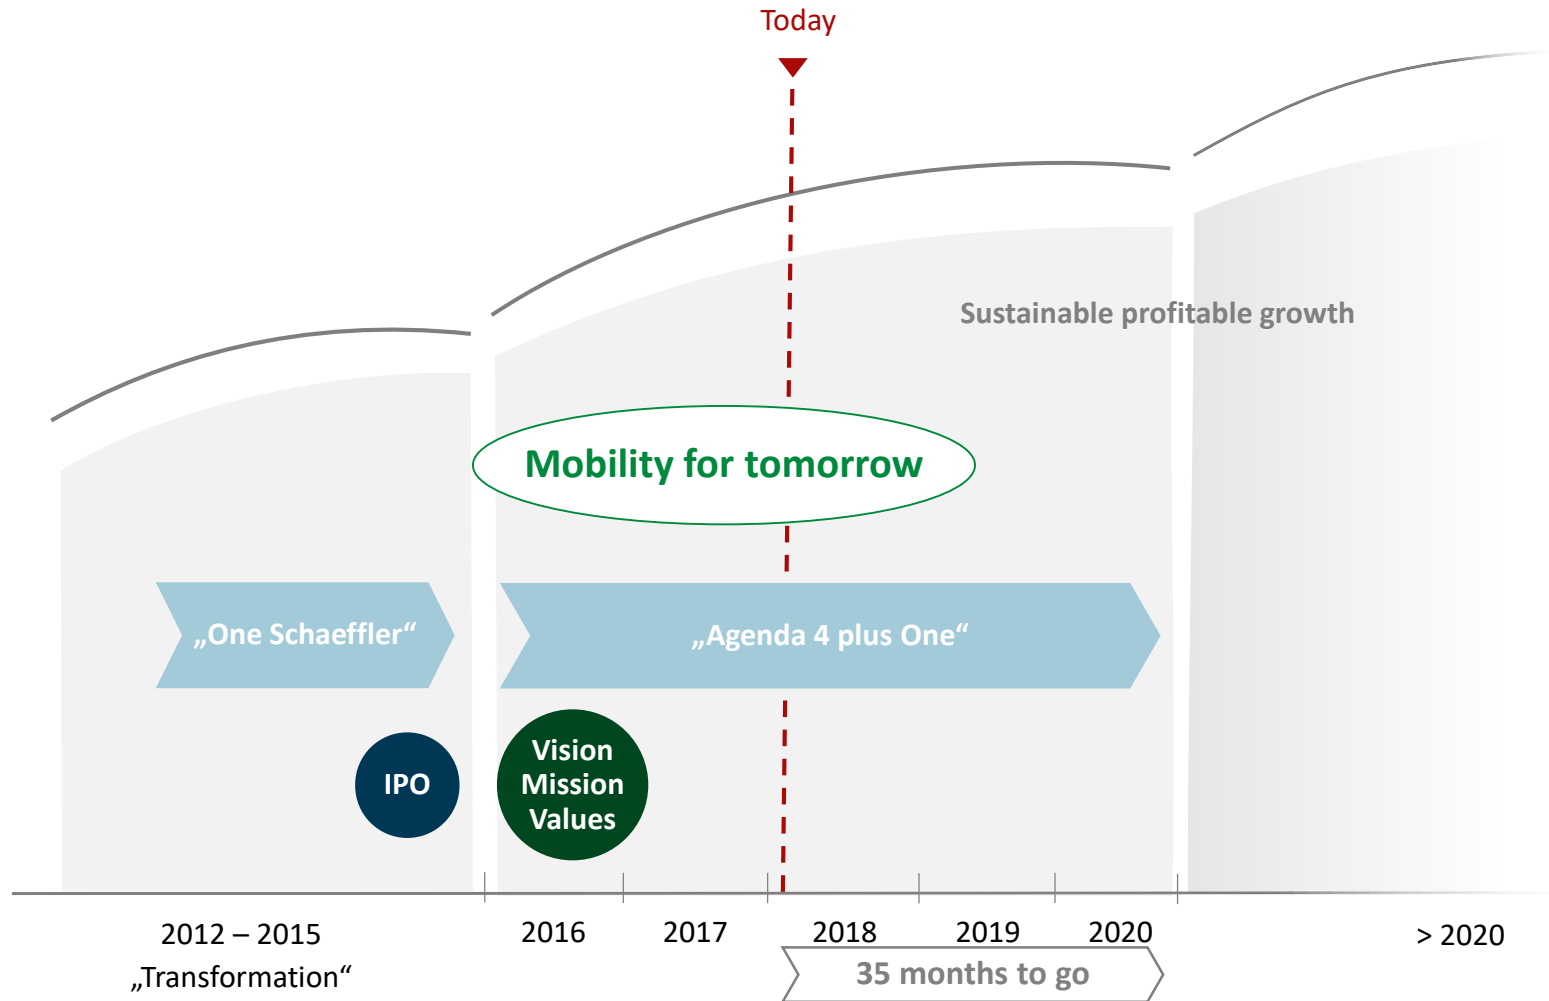 Today
Sustainable profitable growth
Mobility for tomorrow
„One Schaeffler“
„Agenda 4 plus One“
IPO
Vision
Mission
Values
2012 – 2015
„Transformation“
2016
2017
2018
2019
2020
> 2020
35 months to go